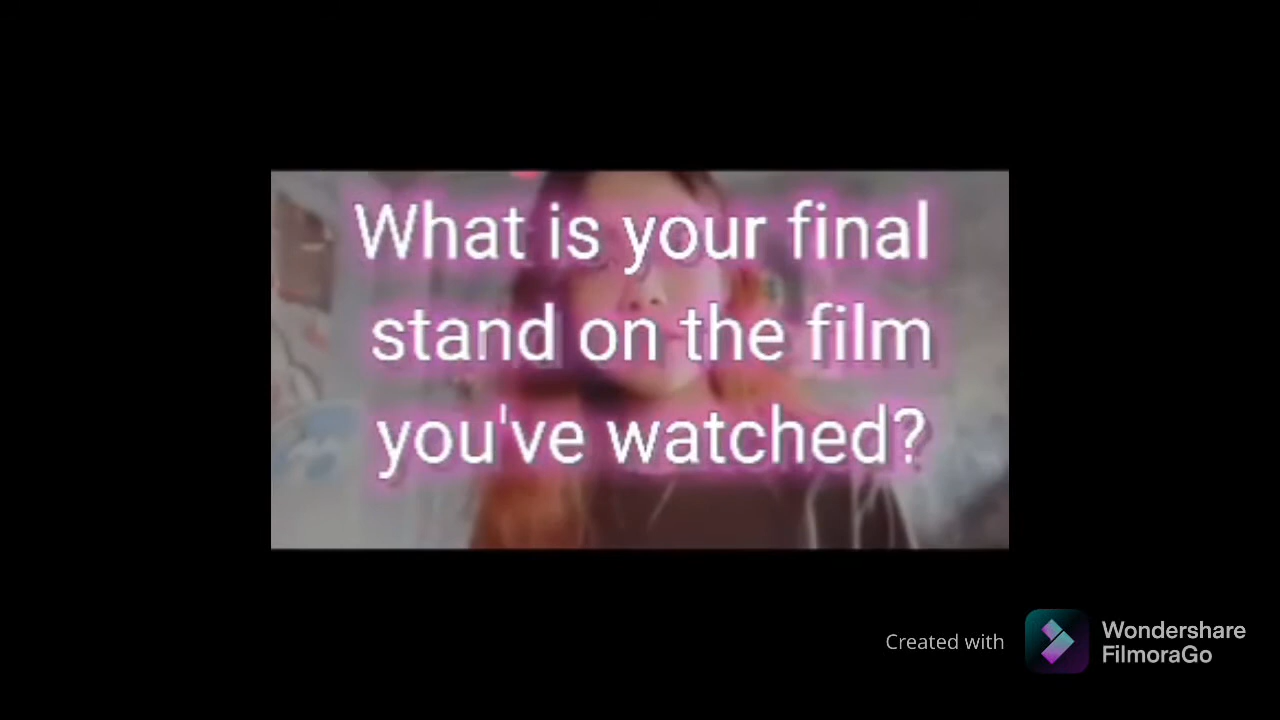 What is your final
stand on the film
you've watched?
Created with
Wondershare
FilmoraGo